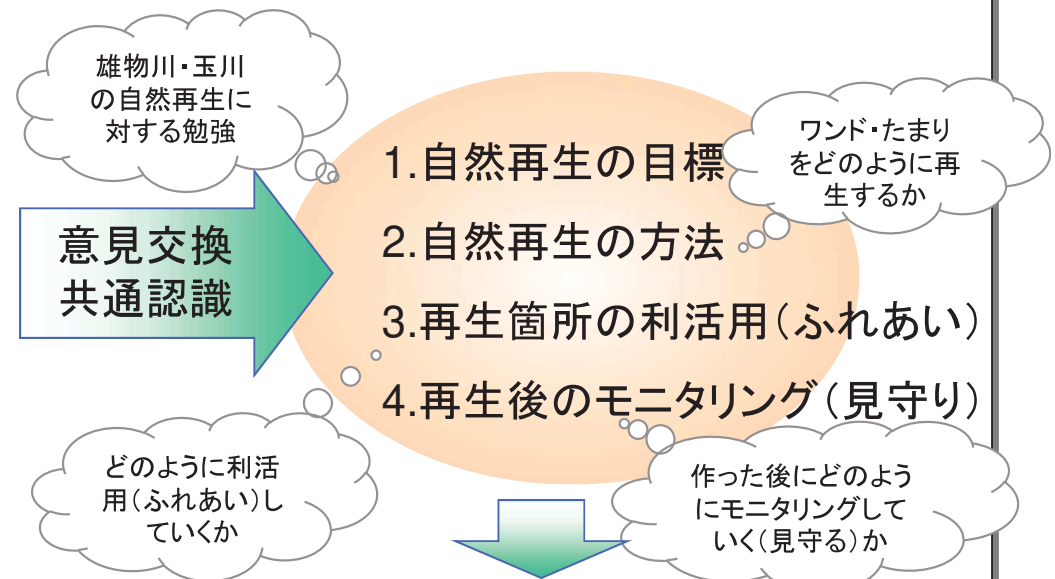 雄物川・玉川
の自然再生に
対する勉強
ワンド・たまり
をどのように再
生するか
意見交換
共通認識
1.自然再生の目標
2.自然再生の方法
3.再生箇所の利活用(ふれあい)
4.再生後のモニタリング(見守り)
どのように利活
用(ふれあい)し
ていくか
作った後にどのよう
にモニタリングして
いく(見守る)か